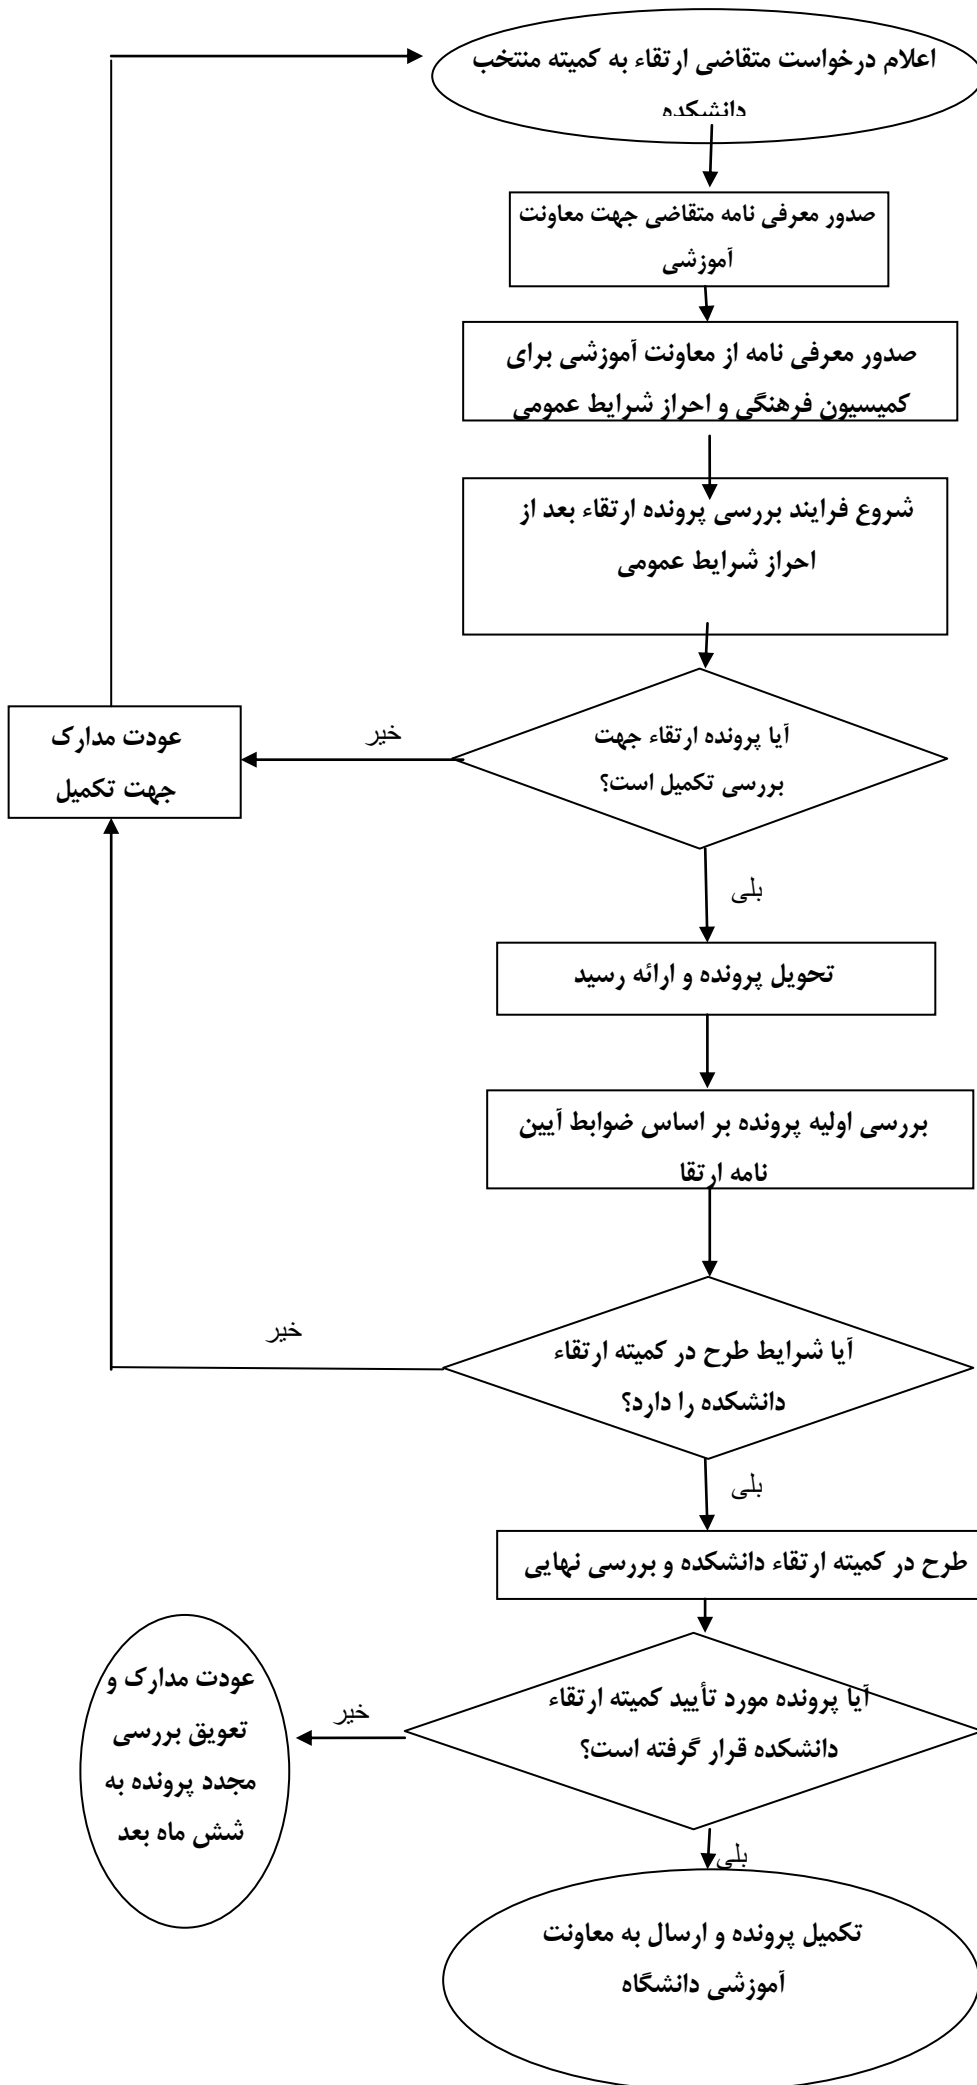 اعلام درخواست متقاضی ارتقاء به کمیته منتخب
دانشکده
صدور معرفی نامه متقاضی جهت معاونت
آموزشی
صدور معرفی نامه از معاونت آموزشی برای
کمیسیون فرهنگی و احراز شرایط عمومی
شروع فرایند بررسی پرونده ارتقاء بعد از
احراز شرایط عمومی
آیا پرونده ارتقاء جهت
بررسی تکمیل است؟
خیر
عودت مدارک
جهت تکمیل
بلی
تحویل پرونده و ارائه رسید
بررسی اولیه پرونده بر اساس ضوابط آیین
نامه ارتقا
آیا شرایط طرح در کمیته ارتقاء
دانشکده را دارد؟
خیر
بلی
طرح در کمیته ارتقاء دانشکده و بررسی نهایی
آیا پرونده مورد تأیید کمیته ارتقاء
دانشکده قرار گرفته است؟
خیر
عودت مدارک و
تعویق بررسی
مجدد پرونده به
شش ماه بعد
بلی
تکمیل پرونده و ارسال به معاونت
آموزشی دانشگاه